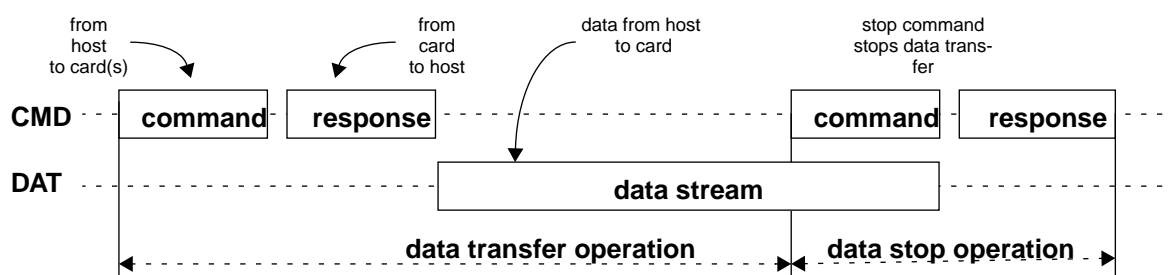 from
host
to card(s)
from
card
to host
data from host
to card
stop command
stops data trans-
fer
CMD
command
response
command
response
DAT
data stream
data transfer operation
data stop operation